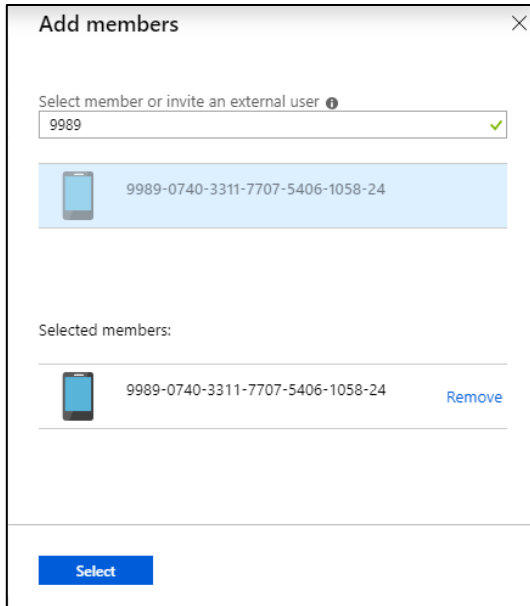 Add members
Select member or invite an external user
9989
9989-0740-3311-7707-5406-1058-24
Selected members:
9989-0740-3311-7707-5406-1058-24 Remove
Select